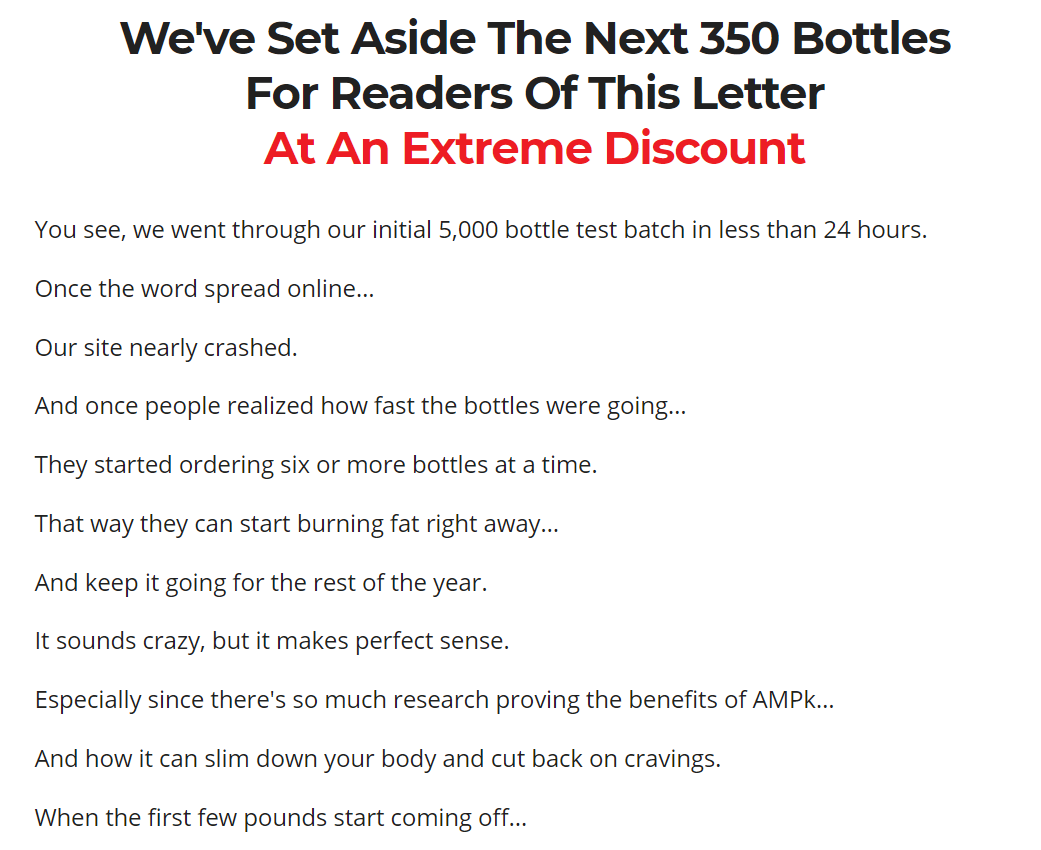 We've Set Aside The Next 350 Bottles
For Readers Of This Letter
At An Extreme Discount
You see, we went through our initial 5,000 bottle test batch in less than 24 hours.
Once the word spread online...
Our site nearly crashed.
And once people realized how fast the bottles were going...
They started ordering six or more bottles at a time.
That way they can start burning fat right away...
And keep it going for the rest of the year.
It sounds crazy, but it makes perfect sense.
Especially since there's so much research proving the benefits of AMPk...
And how it can slim down your body and cut back on cravings.
When the first few pounds start coming off...